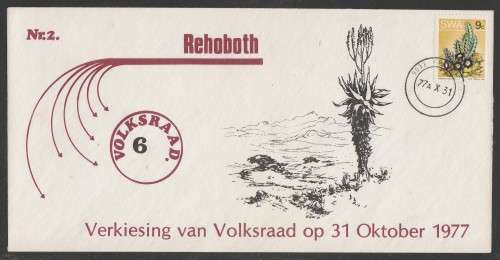 Nr.2.
Rehoboth
SWA
9c
77 X 31
VOLKSRAAD.
6
Verkiesing van Volksraad op 31 Oktober 1977